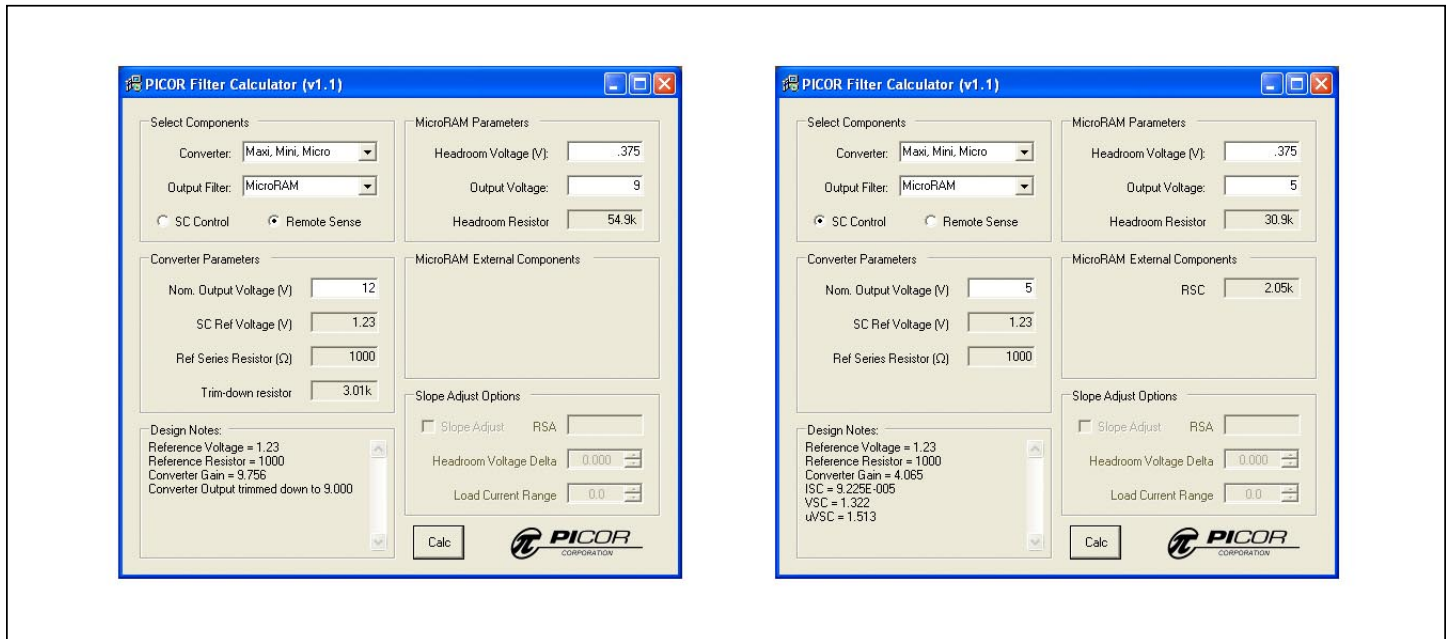 PICOR Filter Calculator (v1.1)
Select Components
Converter: Maxi, Mini, Micro
Output Filter: MicroRAM
SC Control Remote Sense
MicroRAM Parameters
Headroom Voltage (V): .375
Output Voltage: 9
Headroom Resistor 54.9k
Converter Parameters
Nom. Output Voltage (V) 12
SC Ref Voltage (V) 1.23
Ref Series Resistor (Ω) 1000
Trim-down resistor 3.01k
MicroRAM External Components
Slope Adjust Options
Slope Adjust RSA
Headroom Voltage Delta 0.000
Load Current Range 0.0
Design Notes:
Reference Voltage = 1.23
Reference Resistor = 1000
Converter Gain = 9.756
Converter Output trimmed down to 9.000
Calc
PICOR
CORPORATION
PICOR Filter Calculator (v1.1)
Select Components
Converter: Maxi, Mini, Micro
Output Filter: MicroRAM
SC Control Remote Sense
MicroRAM Parameters
Headroom Voltage (V): .375
Output Voltage: 5
Headroom Resistor 30.9k
Converter Parameters
Nom. Output Voltage (V) 5
SC Ref Voltage (V) 1.23
Ref Series Resistor (Ω) 1000
MicroRAM External Components
RSC 2.05k
Slope Adjust Options
Slope Adjust RSA
Headroom Voltage Delta 0.000
Load Current Range 0.0
Design Notes:
Reference Voltage = 1.23
Reference Resistor = 1000
Converter Gain = 4.065
ISC = 9.225E-005
VSC = 1.322
uVSC = 1.513
Calc
PICOR
CORPORATION